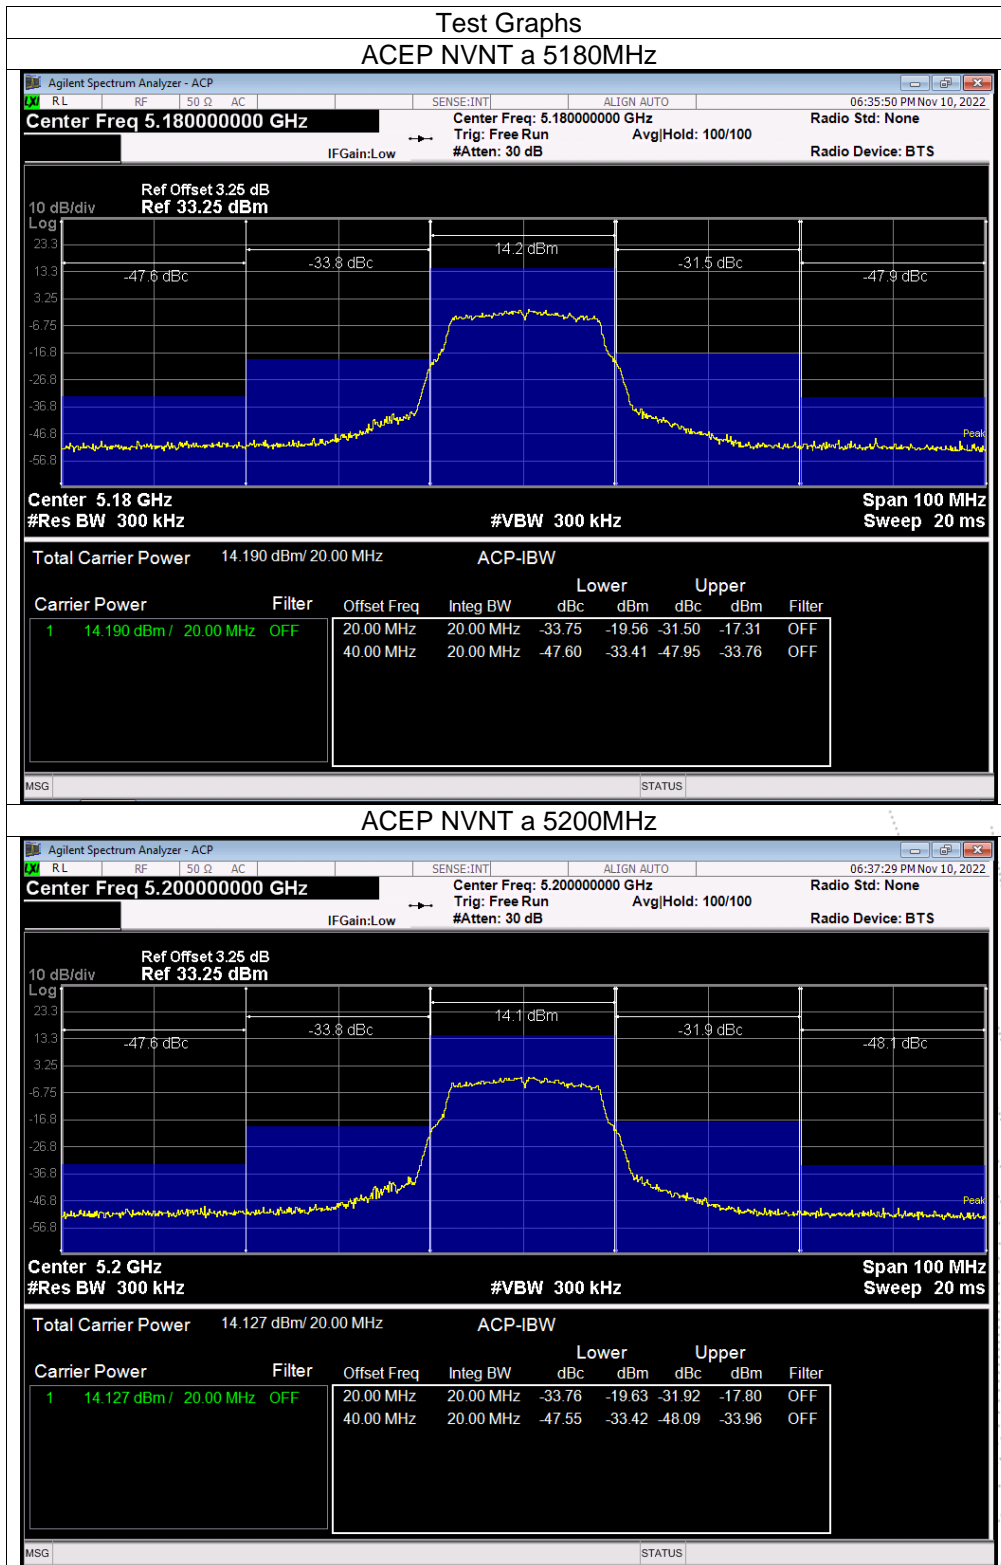 Test Graphs
ACEP NVNT a 5180MHz
Agilent Spectrum Analyzer - ACP
LXI RL RF 50 Ω AC SENSE:INT ALIGN AUTO 06:35:50 PM Nov 10, 2022
Center Freq 5.180000000 GHz Center Freq: 5.180000000 GHz Radio Std: None
Trig: Free Run Avg|Hold: 100/100
IFGain:Low #Atten: 30 dB Radio Device: BTS
Ref Offset 3.25 dB
10 dB/div Ref 33.25 dBm
Log
23.3
14.2 dBm
-33.8 dBc -31.5 dBc
13.3
-47.6 dBc -47.9 dBc
3.25
-6.75
-16.8
-26.8
-36.8
-46.8 Peak
-56.8
Center 5.18 GHz Span 100 MHz
#Res BW 300 kHz #VBW 300 kHz Sweep 20 ms
Total Carrier Power 14.190 dBm/ 20.00 MHz ACP-IBW
Lower Upper
Carrier Power Filter Offset Freq Integ BW dBc dBm dBc dBm Filter
1 14.190 dBm / 20.00 MHz OFF 20.00 MHz 20.00 MHz -33.75 -19.56 -31.50 -17.31 OFF
40.00 MHz 20.00 MHz -47.60 -33.41 -47.95 -33.76 OFF
MSG STATUS
ACEP NVNT a 5200MHz
Agilent Spectrum Analyzer - ACP
LXI RL RF 50 Ω AC SENSE:INT ALIGN AUTO 06:37:29 PM Nov 10, 2022
Center Freq 5.200000000 GHz Center Freq: 5.200000000 GHz Radio Std: None
Trig: Free Run Avg|Hold: 100/100
IFGain:Low #Atten: 30 dB Radio Device: BTS
Ref Offset 3.25 dB
10 dB/div Ref 33.25 dBm
Log
23.3
14.1 dBm
-33.8 dBc -31.9 dBc
13.3
-47.6 dBc -48.1 dBc
3.25
-6.75
-16.8
-26.8
-36.8
-46.8 Peak
-56.8
Center 5.2 GHz Span 100 MHz
#Res BW 300 kHz #VBW 300 kHz Sweep 20 ms
Total Carrier Power 14.127 dBm/ 20.00 MHz ACP-IBW
Lower Upper
Carrier Power Filter Offset Freq Integ BW dBc dBm dBc dBm Filter
1 14.127 dBm / 20.00 MHz OFF 20.00 MHz 20.00 MHz -33.76 -19.63 -31.92 -17.80 OFF
40.00 MHz 20.00 MHz -47.55 -33.42 -48.09 -33.96 OFF
MSG STATUS